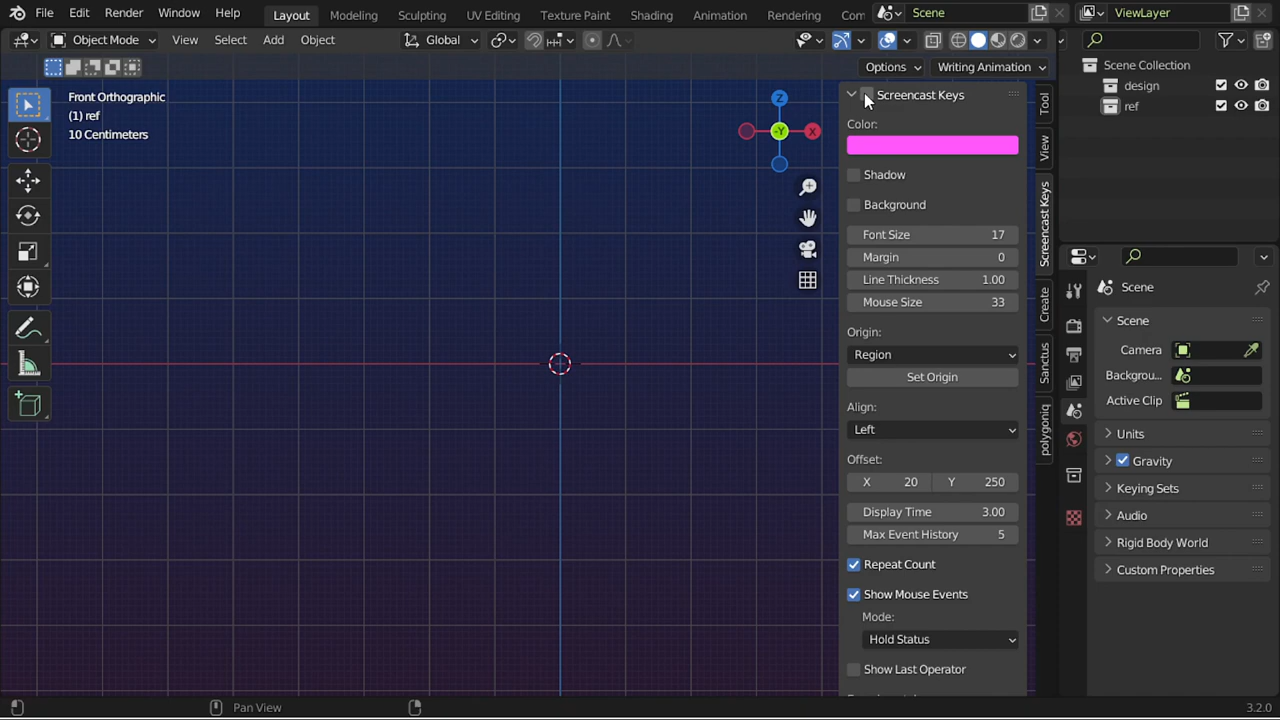 File Edit Render Window Help Layout Modeling Sculpting UV Editing Texture Paint Shading Animation Rendering Com Scene ViewLayer
Object Mode View Select Add Object Global
Options Writing Animation
Front Orthographic
(1) ref
10 Centimeters
Z
-Y
X
Screencast Keys
Color:
Shadow
Background
Font Size 17
Margin 0
Line Thickness 1.00
Mouse Size 33
Origin:
Region
Set Origin
Align:
Left
Offset:
X 20 Y 250
Display Time 3.00
Max Event History 5
Repeat Count
Show Mouse Events
Mode:
Hold Status
Show Last Operator
Tool
View
Screencast Keys
Create
Sanctus
polygoniq
Scene Collection
design
ref
Scene
Scene
Camera
Backgrou...
Active Clip
Units
Gravity
Keying Sets
Audio
Rigid Body World
Custom Properties
Pan View
3.2.0